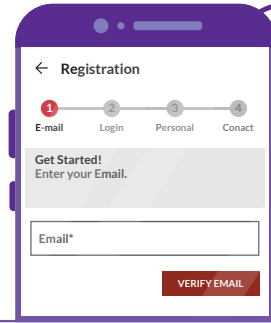 ← Registration
1 2 3 4
E-mail Login Personal Conact
Get Started!
Enter your Email.
Email*
VERIFY EMAIL